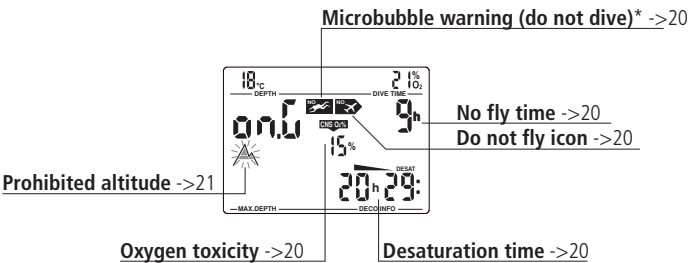 Microbubble warning (do not dive)* ->20
18°C
21%O₂
DEPTH
DIVE TIME
NO
NO
on.G
9h
No fly time ->20
CNS O₂%
Do not fly icon ->20
15%
Prohibited altitude ->21
DESAT
20h29:
MAX.DEPTH
DECO INFO
Oxygen toxicity ->20
Desaturation time ->20